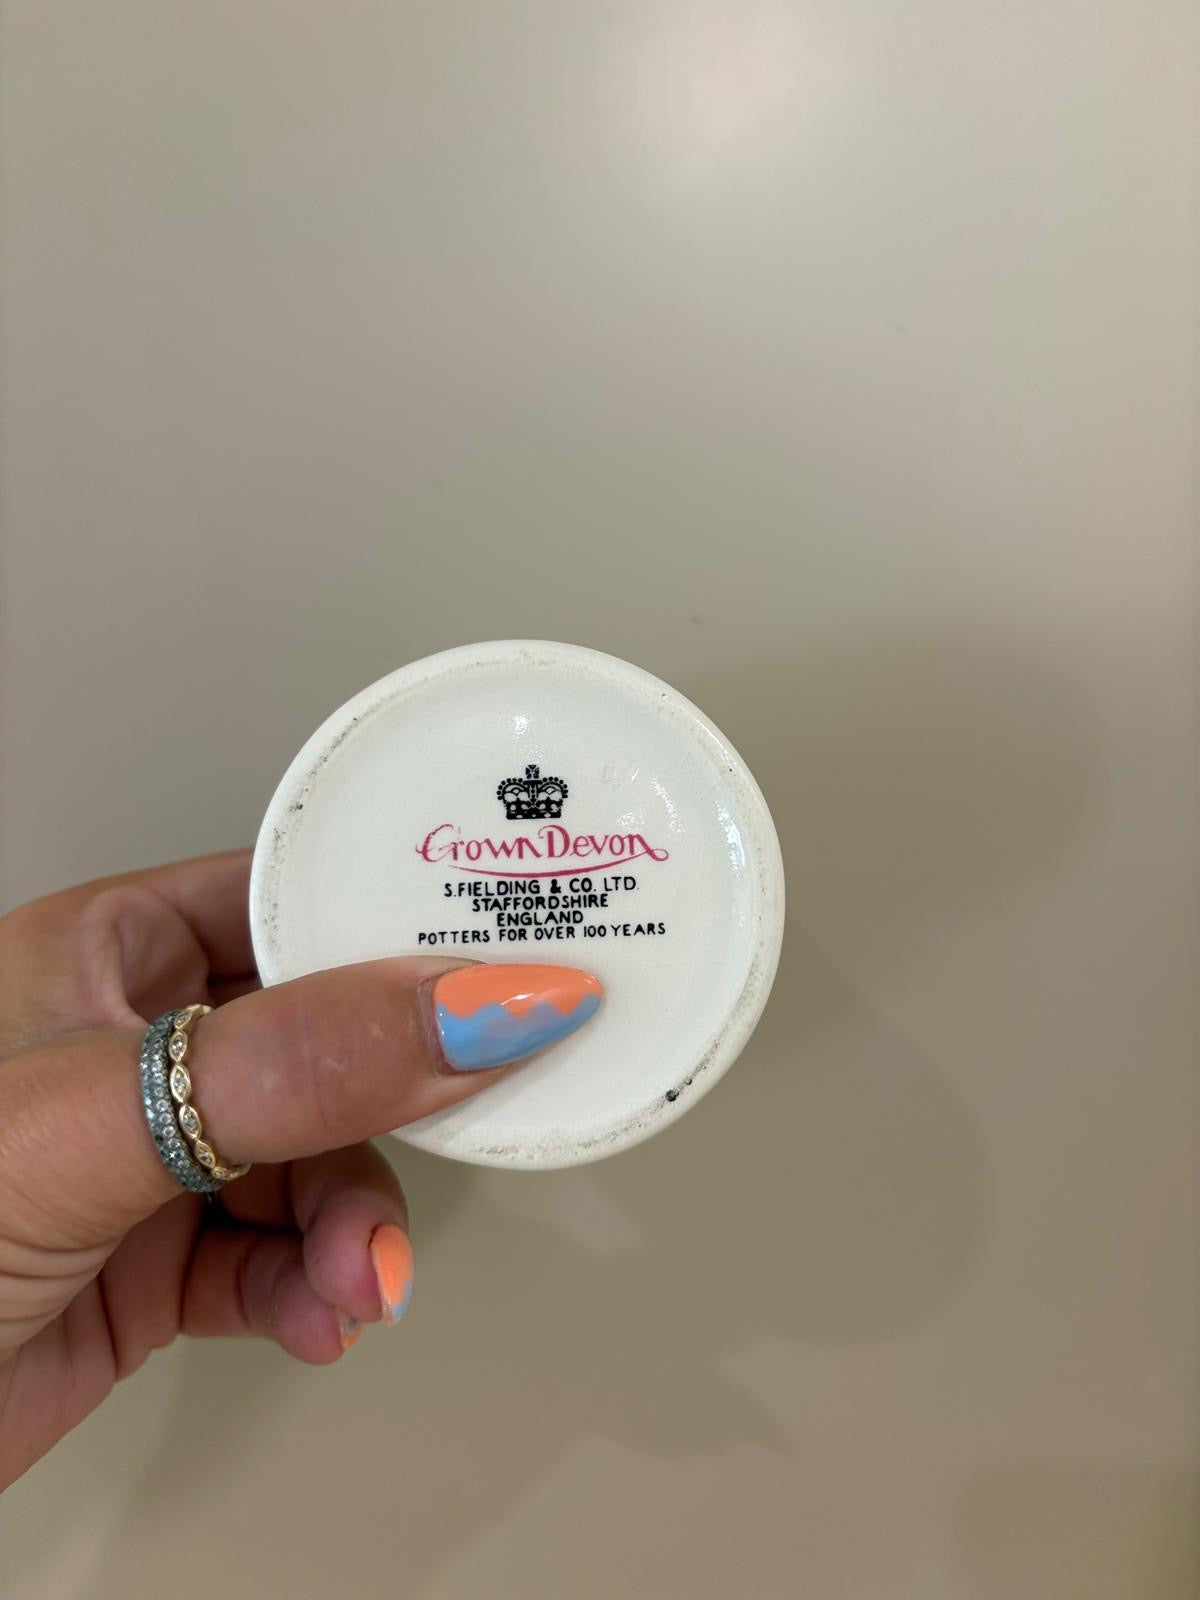 Crown Devon
S. FIELDING & CO. LTD.
STAFFORDSHIRE
ENGLAND
POTTERS FOR OVER 100 YEARS